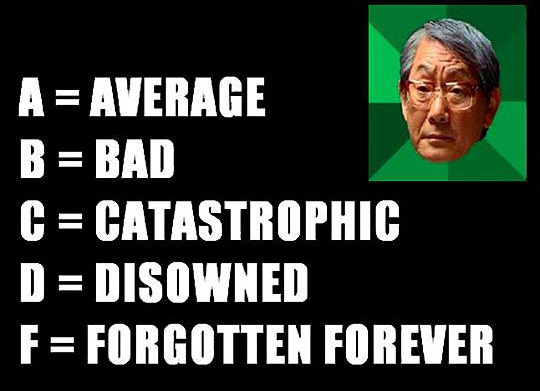 A = AVERAGE
B = BAD
C = CATASTROPHIC
D = DISOWNED
F = FORGOTTEN FOREVER